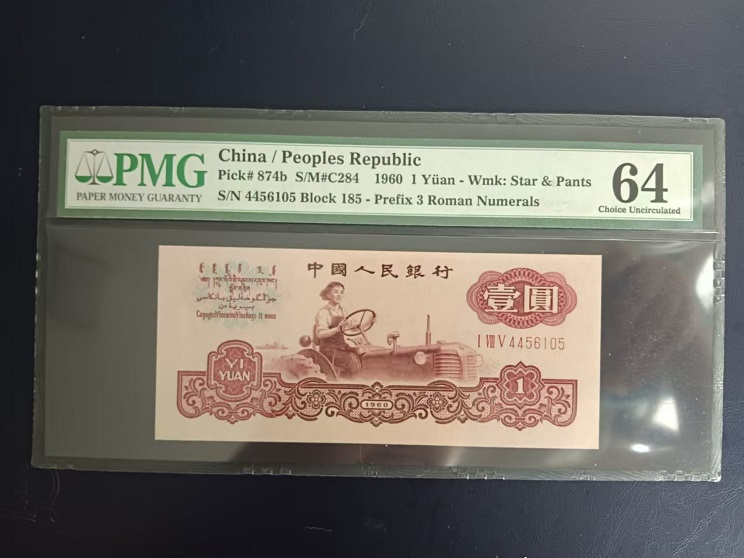 PMG
PAPER MONEY GUARANTY
China / Peoples Republic
Pick# 874b S/M#C284 1960 1 Yüan - Wmk: Star & Pants
S/N 4456105 Block 185 - Prefix 3 Roman Numerals
64
Choice Uncirculated
中國人民銀行
壹圓
I VIII V 4456105
YI
YUAN
1960
1